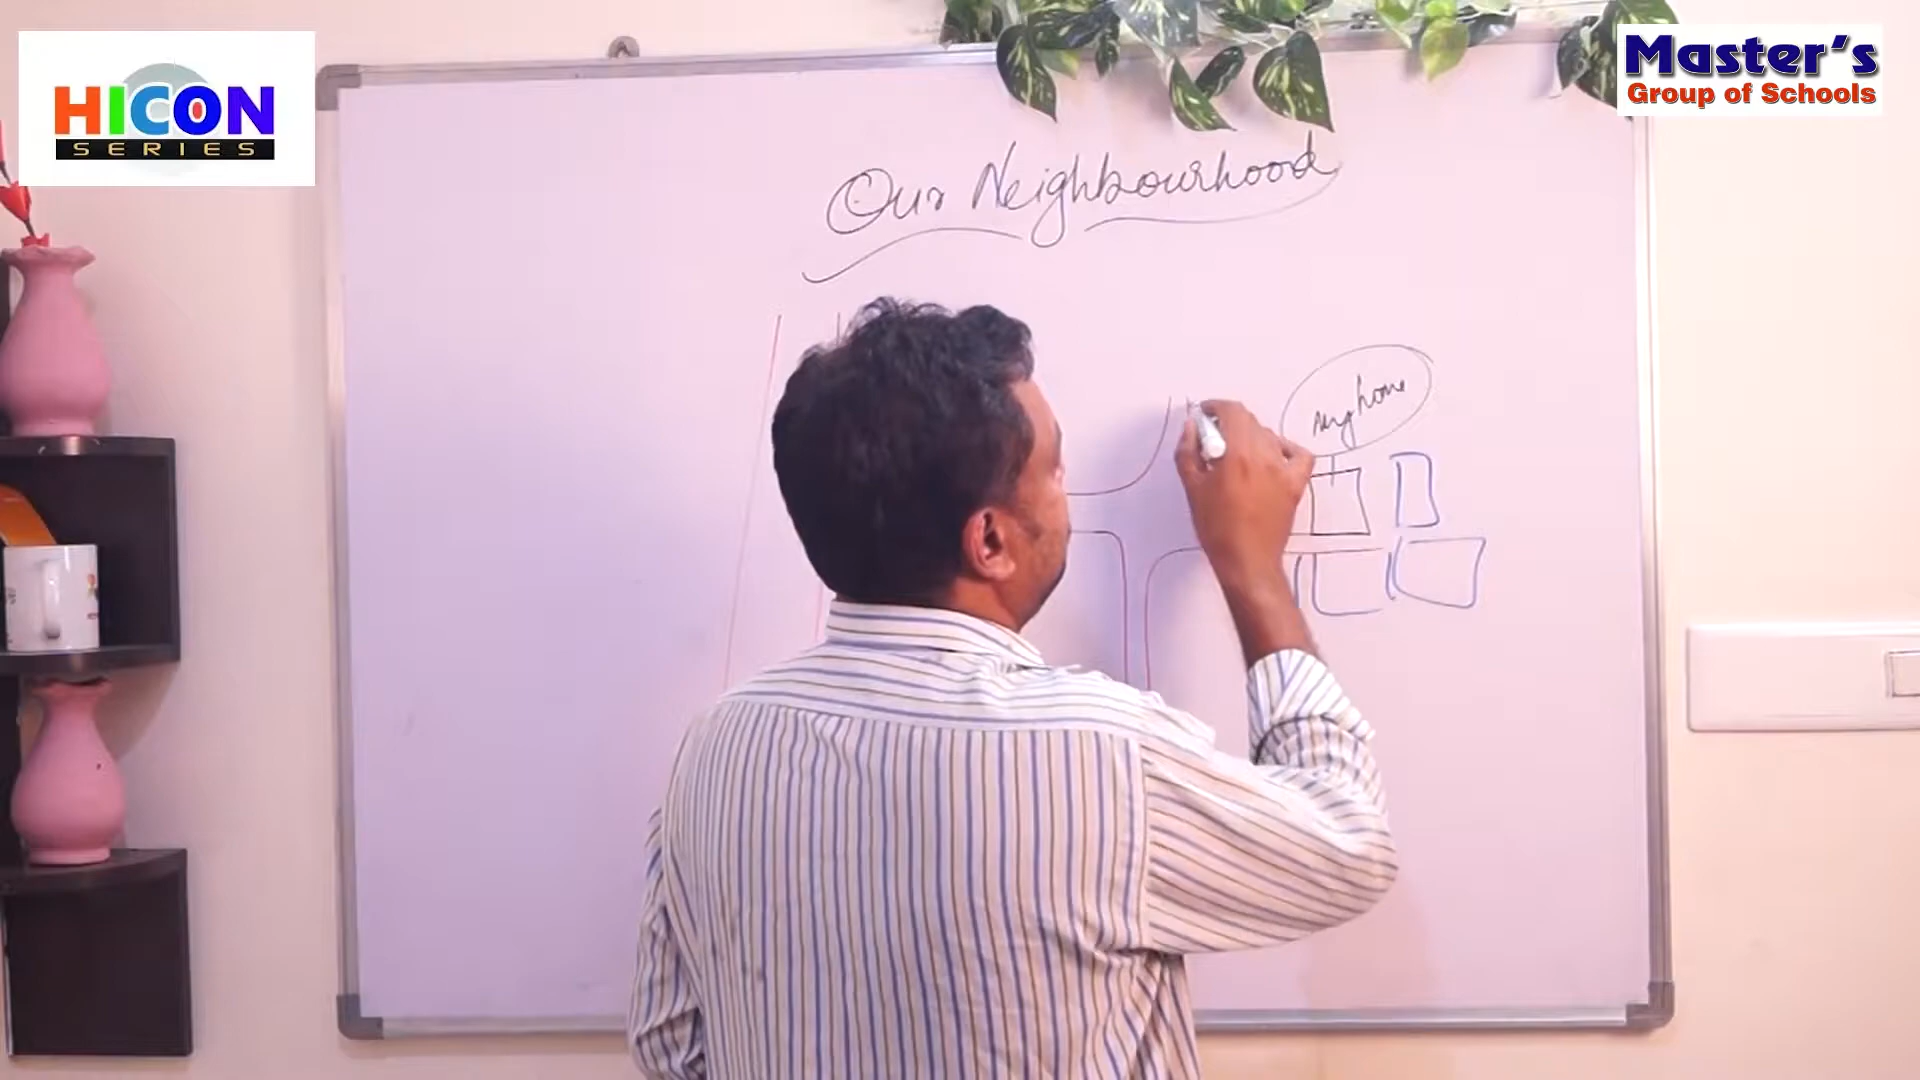 HICON
SERIES
Master's
Group of Schools
Our Neighbourhood
my home